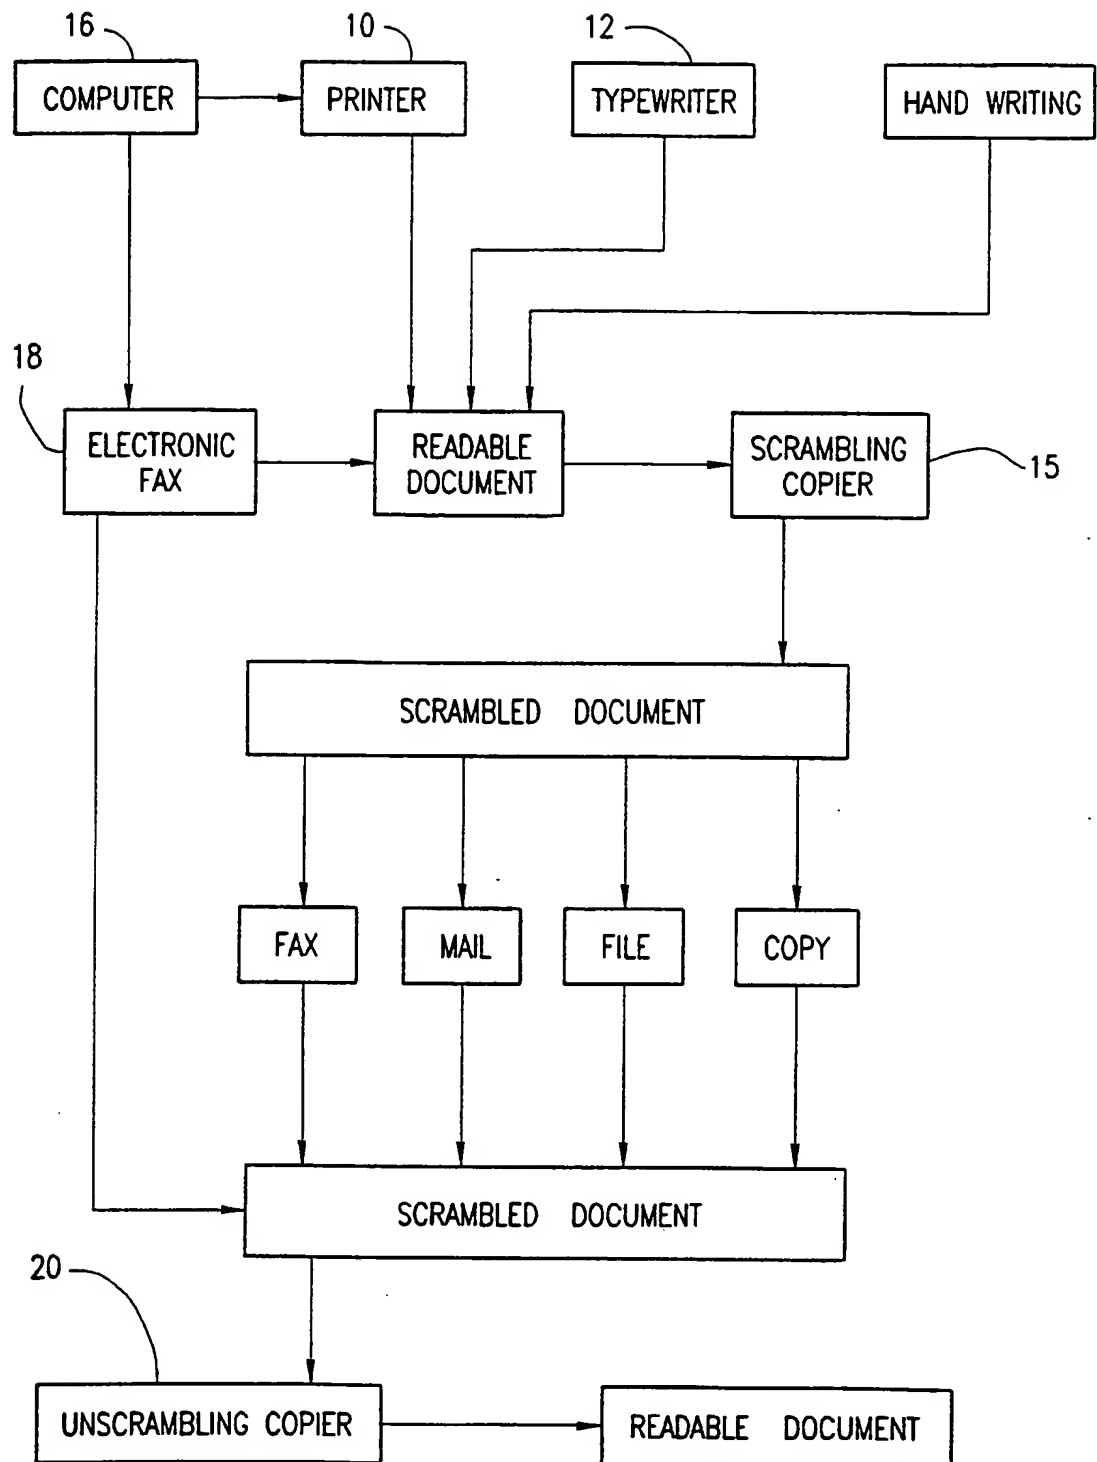 16
10
12
COMPUTER
PRINTER
TYPEWRITER
HAND WRITING
18
ELECTRONIC
FAX
READABLE
DOCUMENT
SCRAMBLING
COPIER
15
SCRAMBLED DOCUMENT
FAX
MAIL
FILE
COPY
SCRAMBLED DOCUMENT
20
UNSCRAMBLING COPIER
READABLE DOCUMENT